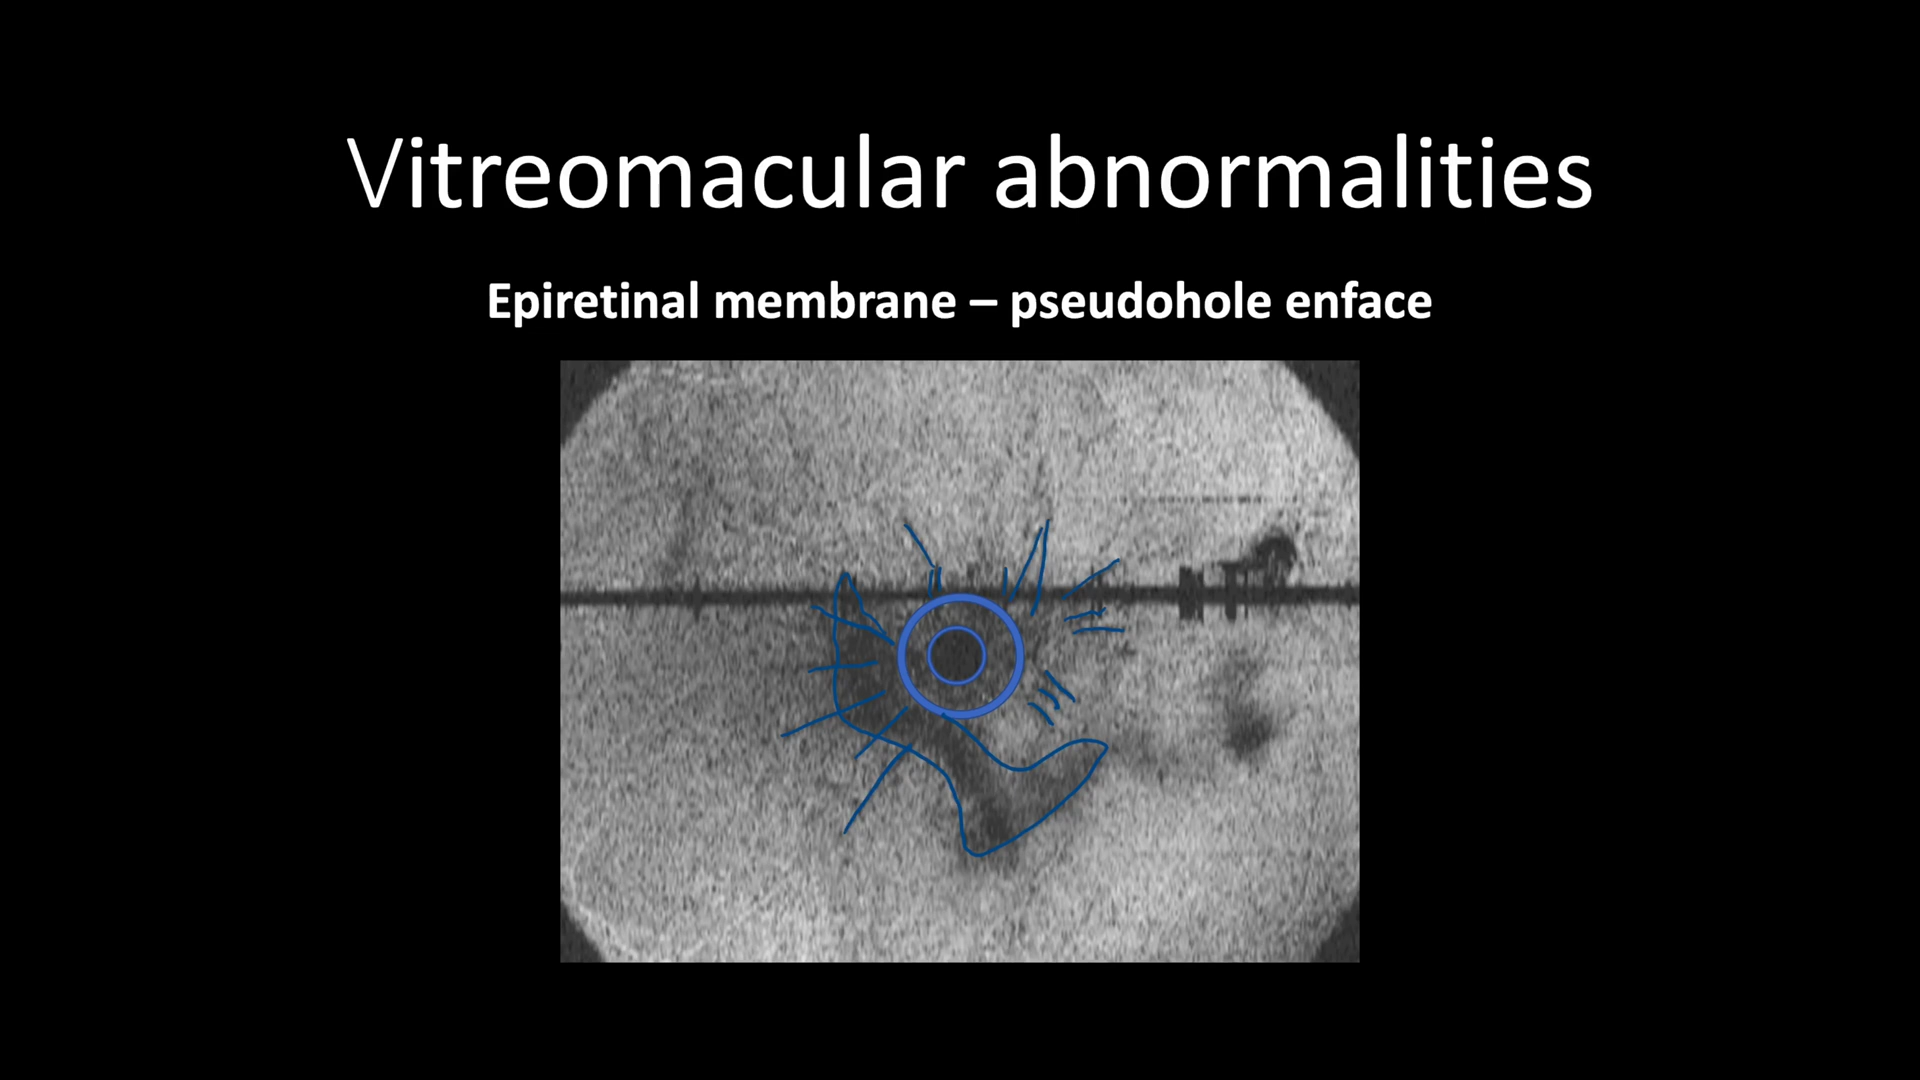 Vitreomacular abnormalities
Epiretinal membrane – pseudohole enface